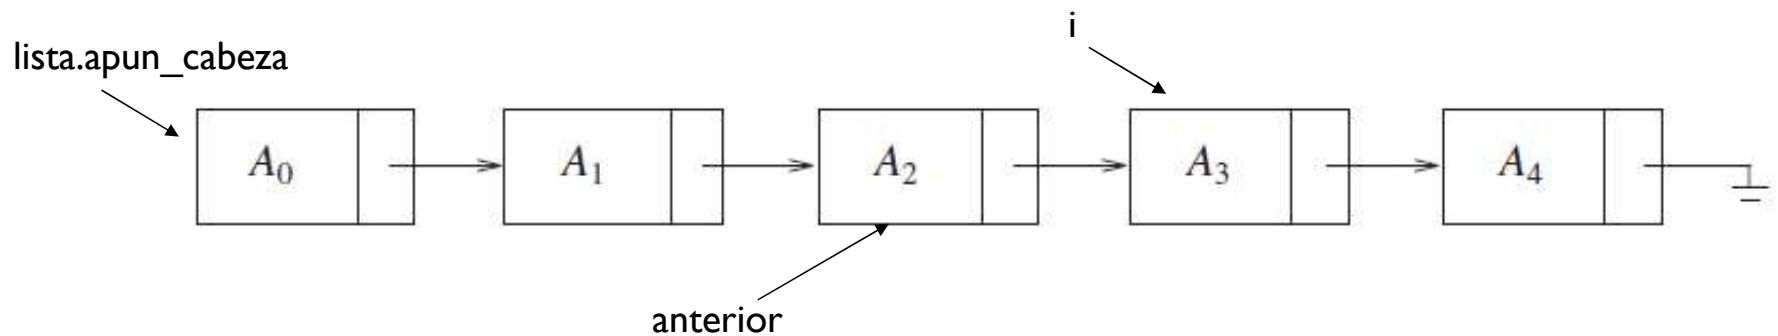 i
lista.apun_cabeza
A₀ A₁ A₂ A₃ A₄
anterior